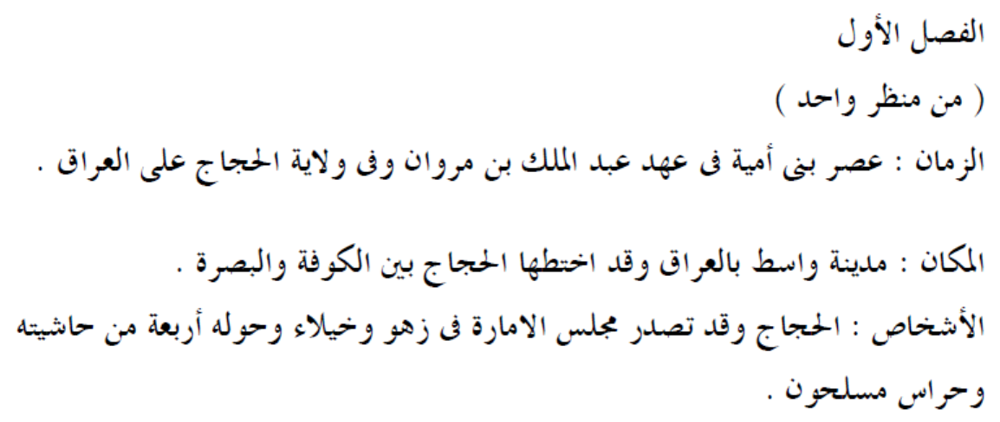 الفصل الأول
( من منظر واحد )
الزمان : عصر بنى أمية فى عهد عبد الملك بن مروان وفى ولاية الحجاج على العراق .
المكان : مدينة واسط بالعراق وقد اختطها الحجاج بين الكوفة والبصرة .
الأشخاص : الحجاج وقد تصدر مجلس الامارة فى زهو وخيلاء وحوله أربعة من حاشيته
وحراس مسلحون .